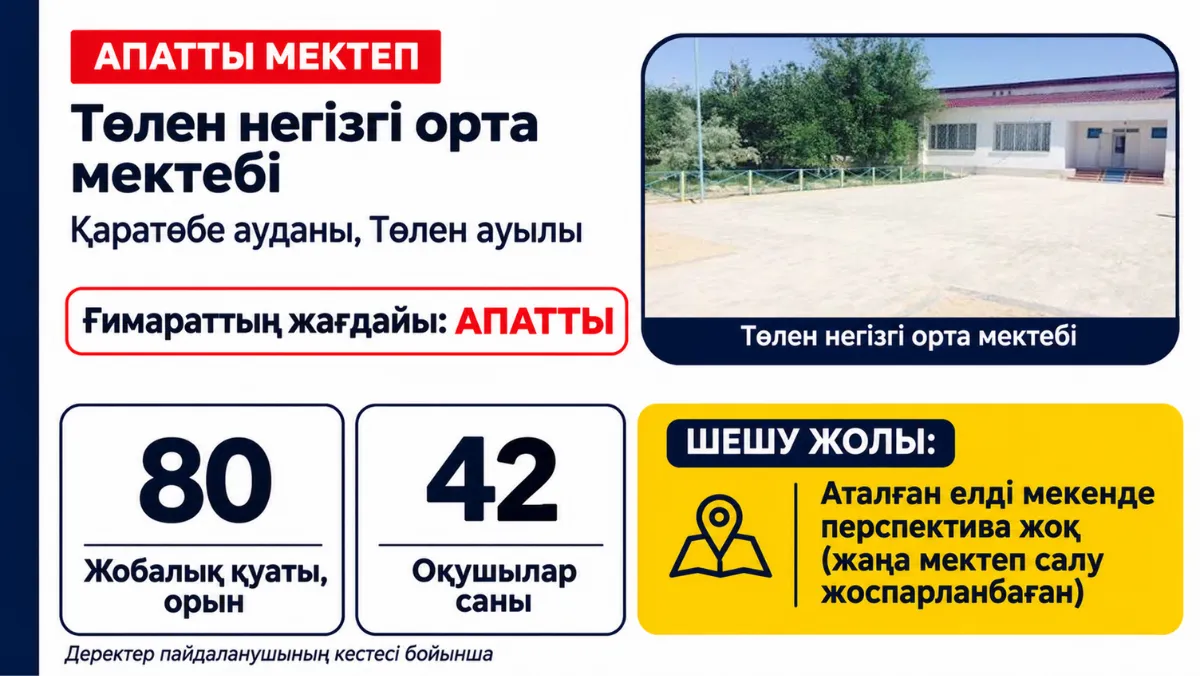 АПАТТЫ МЕКТЕП
Төлен негізгі орта
мектебі
Қаратөбе ауданы, Төлен ауылы
Ғимараттың жағдайы: АПАТТЫ
Төлен негізгі орта мектебі
80
Жобалық қуаты,
орын
42
Оқушылар
саны
ШЕШУ ЖОЛЫ:
Аталған елді мекенде
перспектива жоқ
(жаңа мектеп салу
жоспарланбаған)
Деректер пайдаланушының кестесі бойынша